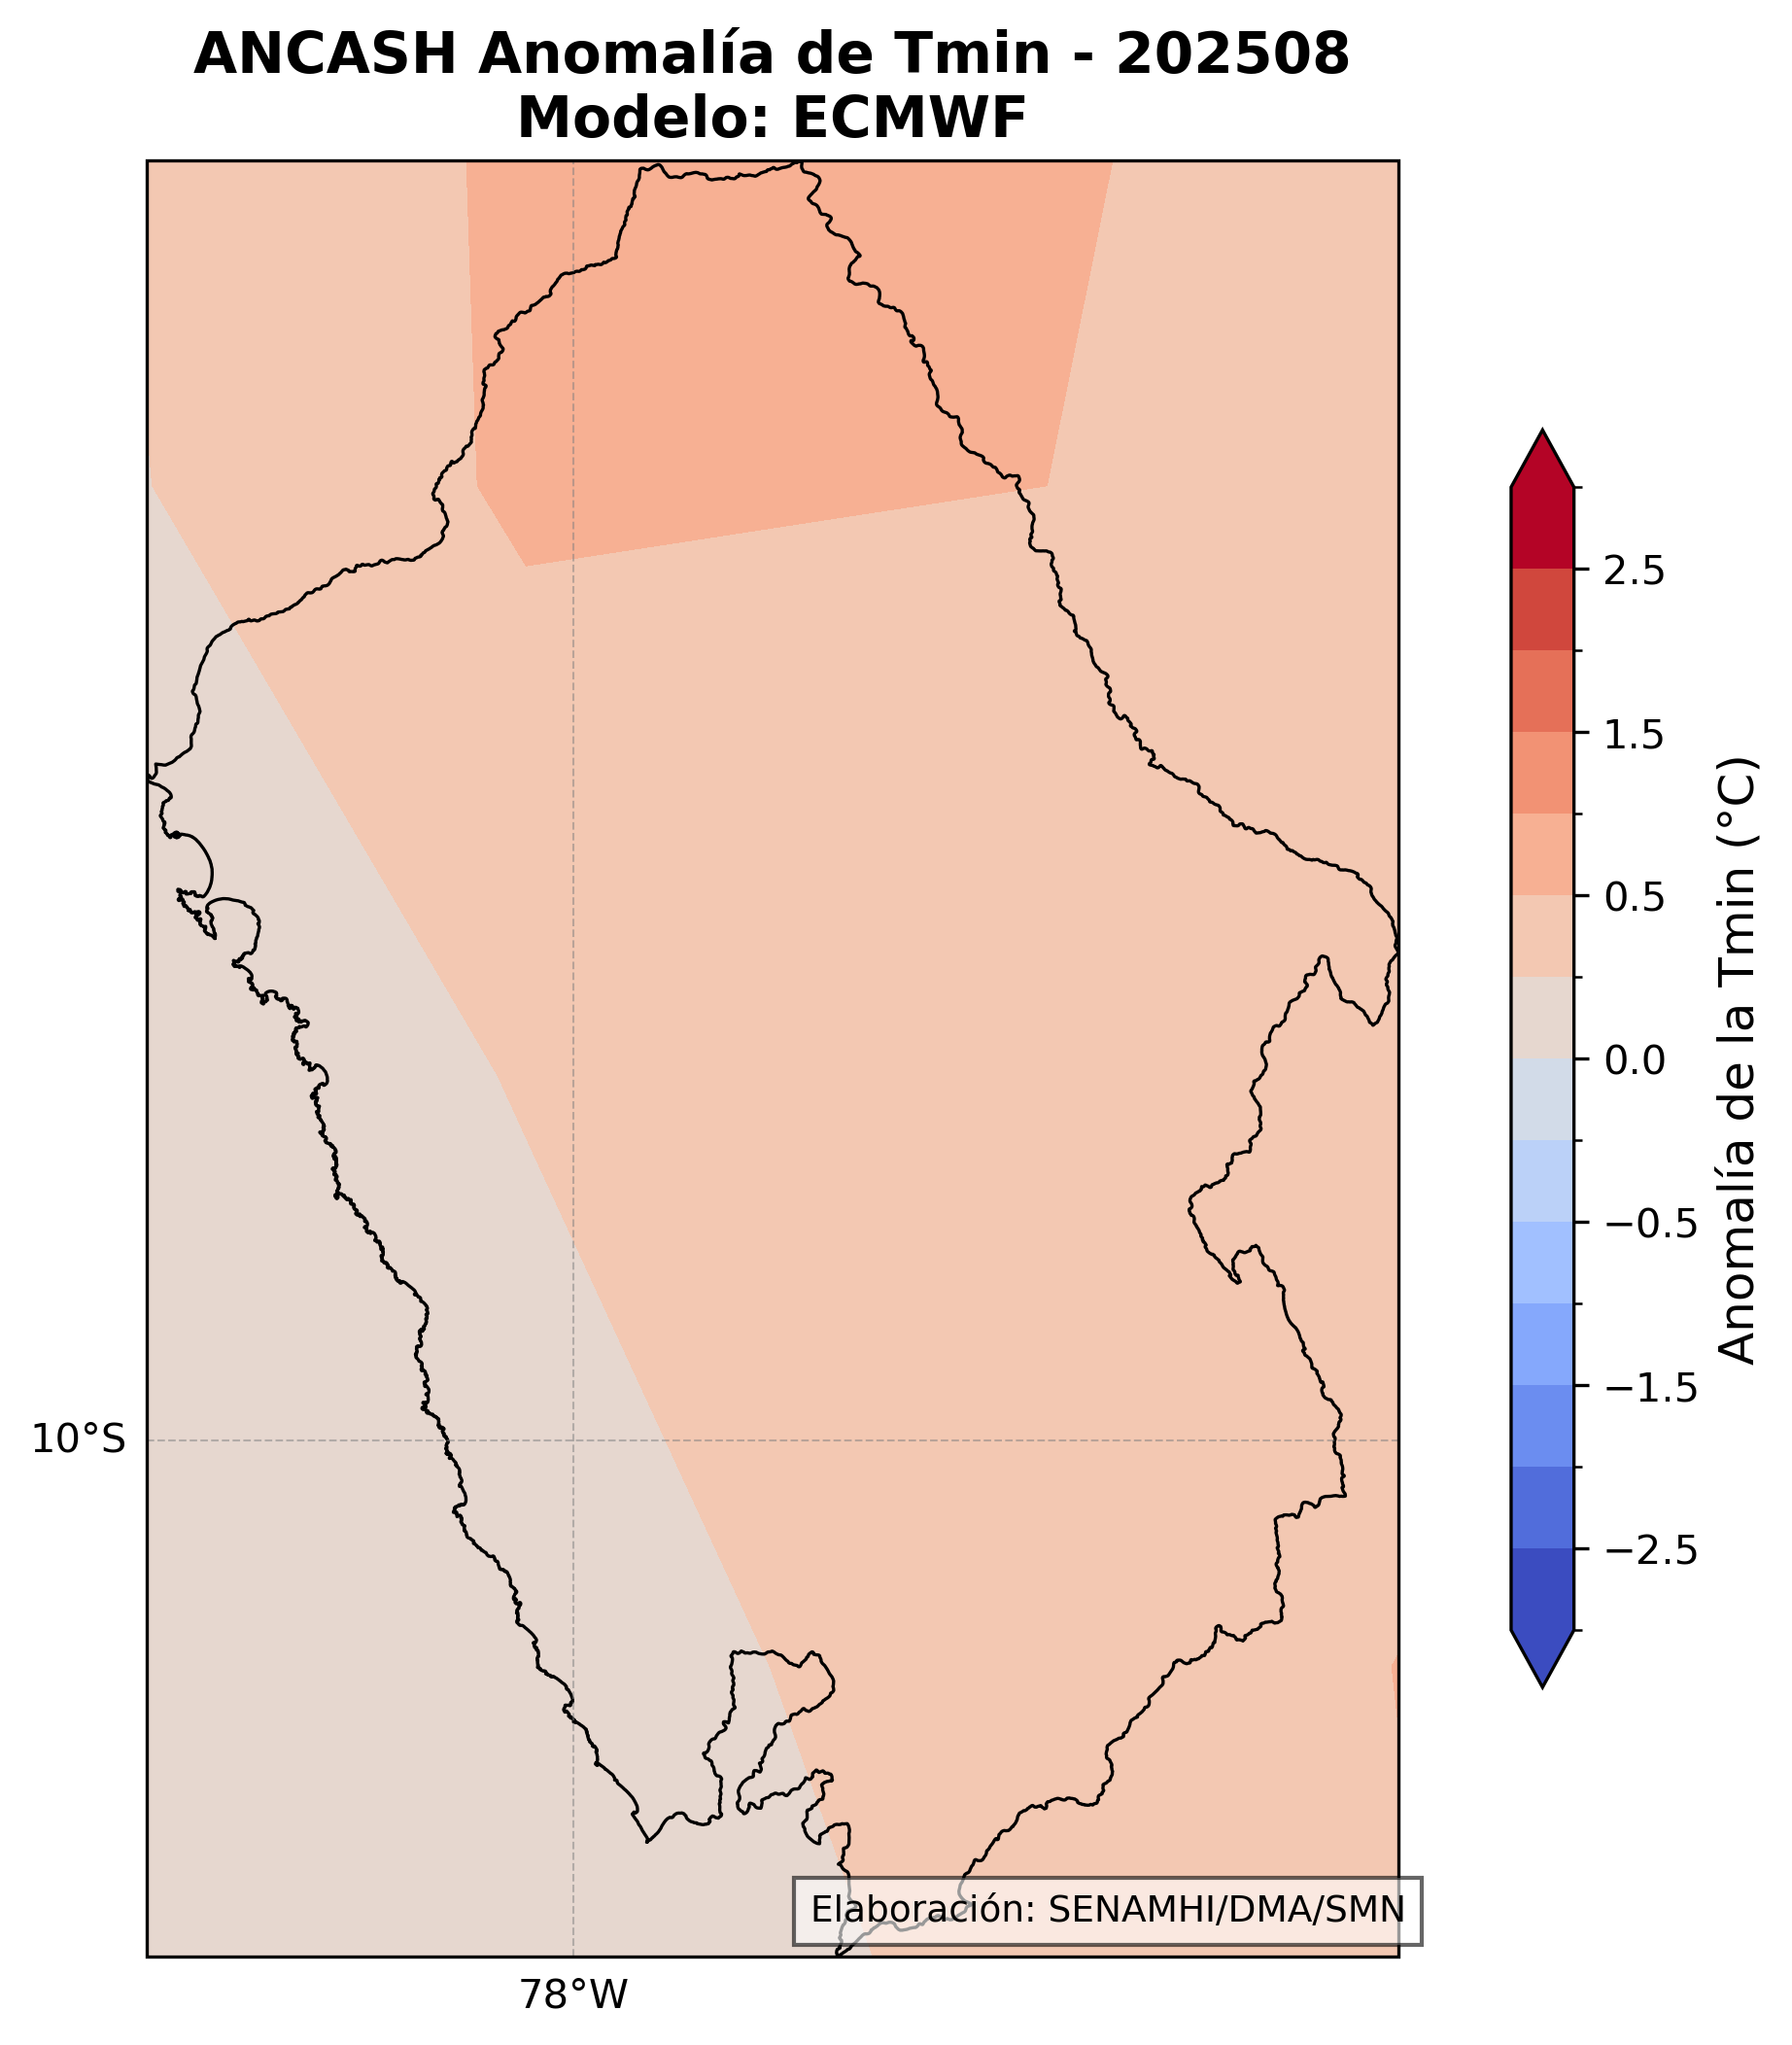 ANCASH Anomalía de Tmin - 202508
Modelo: ECMWF
2.5
1.5
0.5
0.0
−0.5
−1.5
−2.5
Anomalía de la Tmin (°C)
10°S
78°W
Elaboración: SENAMHI/DMA/SMN